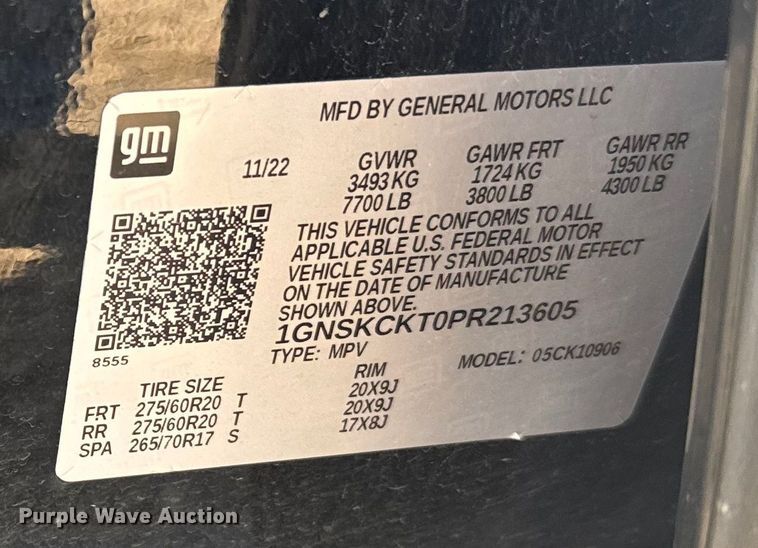 MFD BY GENERAL MOTORS LLC
gm
11/22 GVWR GAWR FRT GAWR RR
3493 KG 1724 KG 1950 KG
7700 LB 3800 LB 4300 LB
THIS VEHICLE CONFORMS TO ALL
APPLICABLE U.S. FEDERAL MOTOR
VEHICLE SAFETY STANDARDS IN EFFECT
ON THE DATE OF MANUFACTURE
SHOWN ABOVE.
1GNSKCKT0PR213605
8555
TYPE: MPV MODEL: 05CK10906
TIRE SIZE RIM
FRT 275/60R20 T 20X9J
RR 275/60R20 T 20X9J
SPA 265/70R17 S 17X8J
Purple Wave Auction